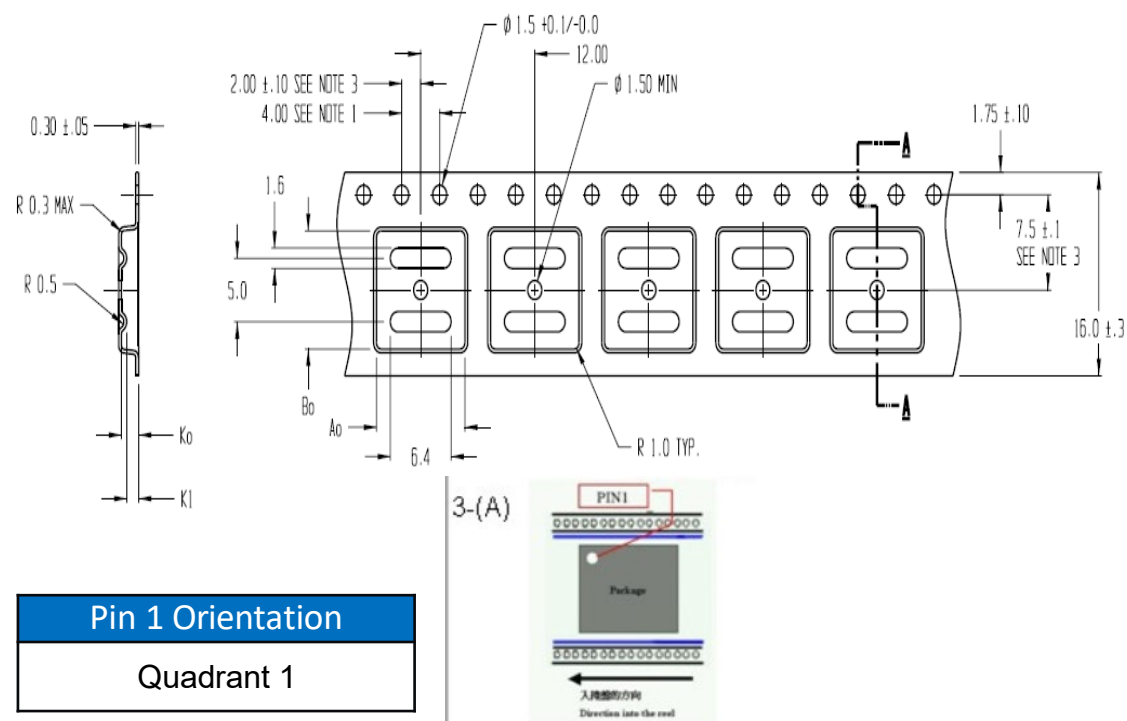 ϕ 1.5 +0.1/-0.0
12.00
2.00 ±.10 SEE NOTE 3
ϕ 1.50 MIN
4.00 SEE NOTE 1
0.30 ±.05
1.75 ±.10
A
1.6
R 0.3 MAX
7.5 ±.1
SEE NOTE 3
R 0.5
5.0
16.0 ±.3
Bo
Ao
A
Ko
6.4
R 1.0 TYP.
K1
3-(A)
PIN1
Package
的方向
Direction into the reel
Pin 1 Orientation
Quadrant 1